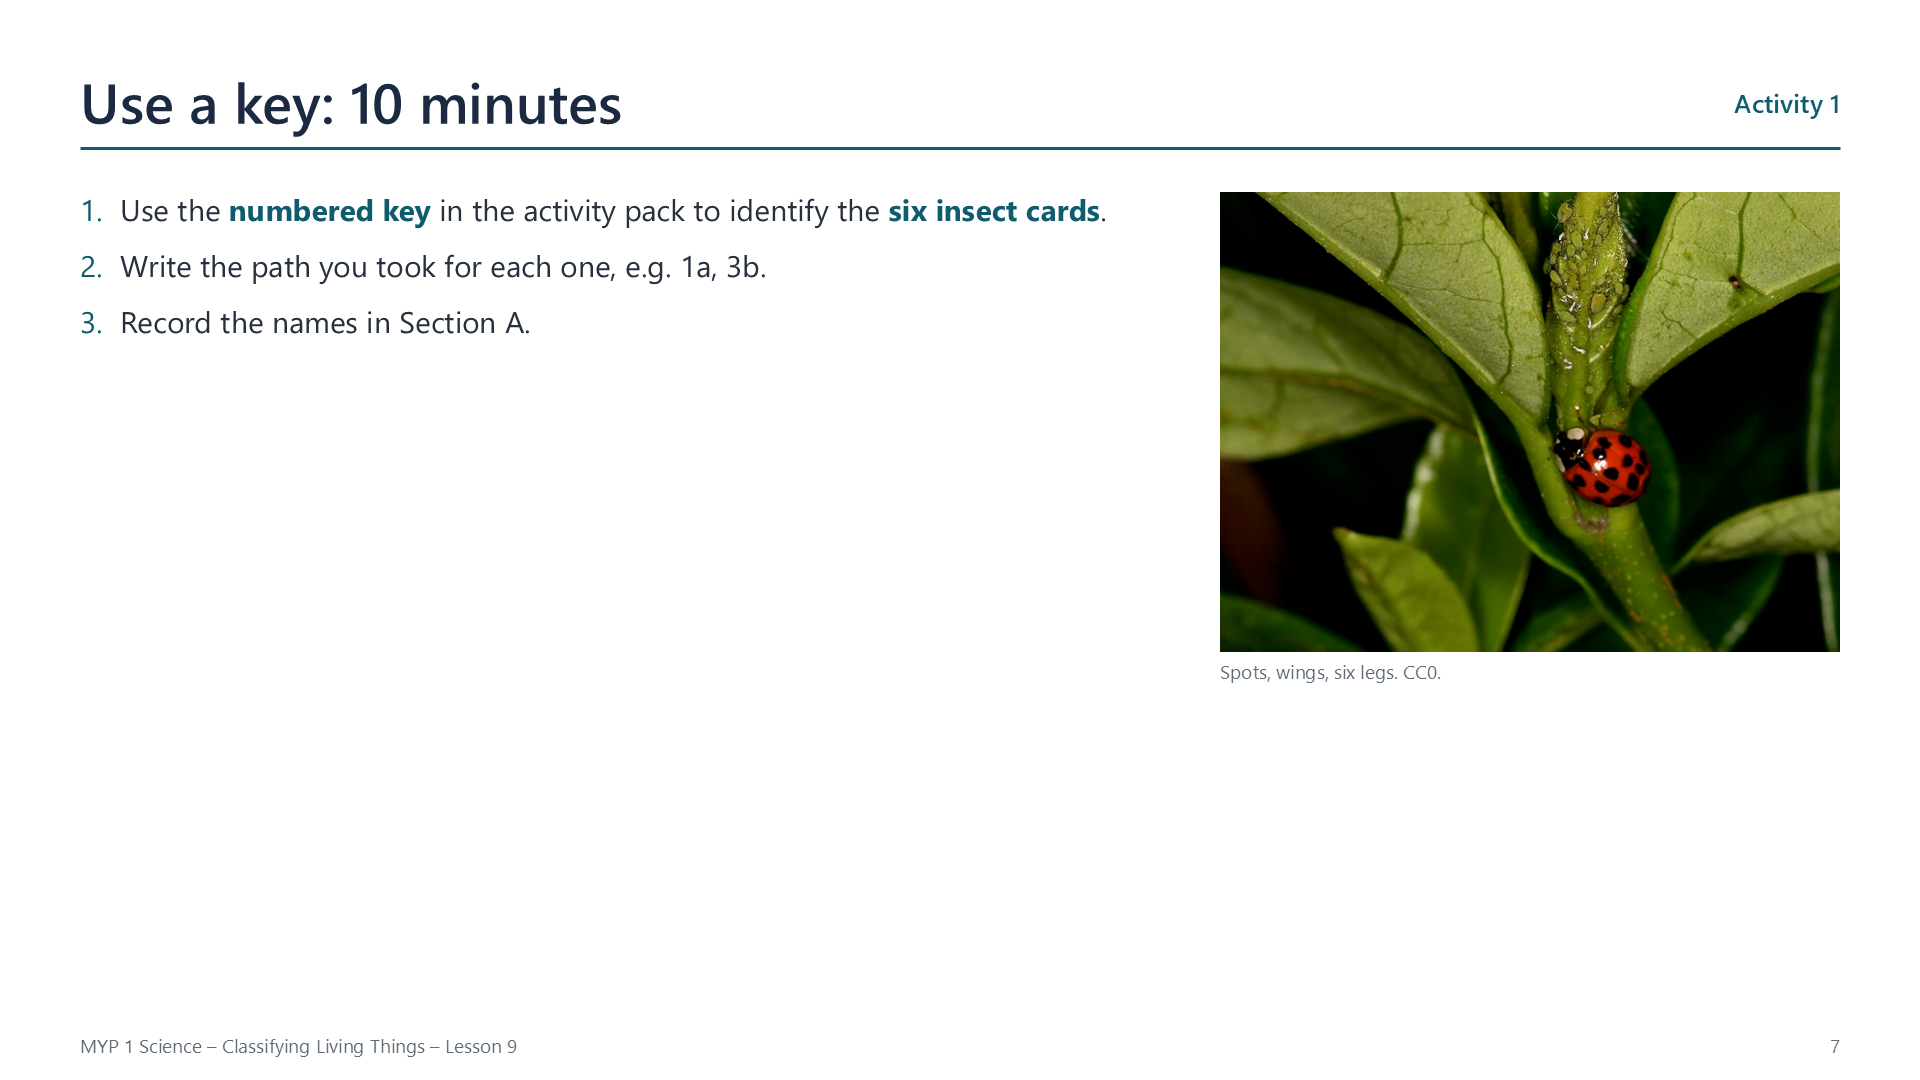 Use a key: 10 minutes
Activity 1
1. Use the numbered key in the activity pack to identify the six insect cards.
2. Write the path you took for each one, e.g. 1a, 3b.
3. Record the names in Section A.
Spots, wings, six legs. CC0.
MYP 1 Science – Classifying Living Things – Lesson 9
7